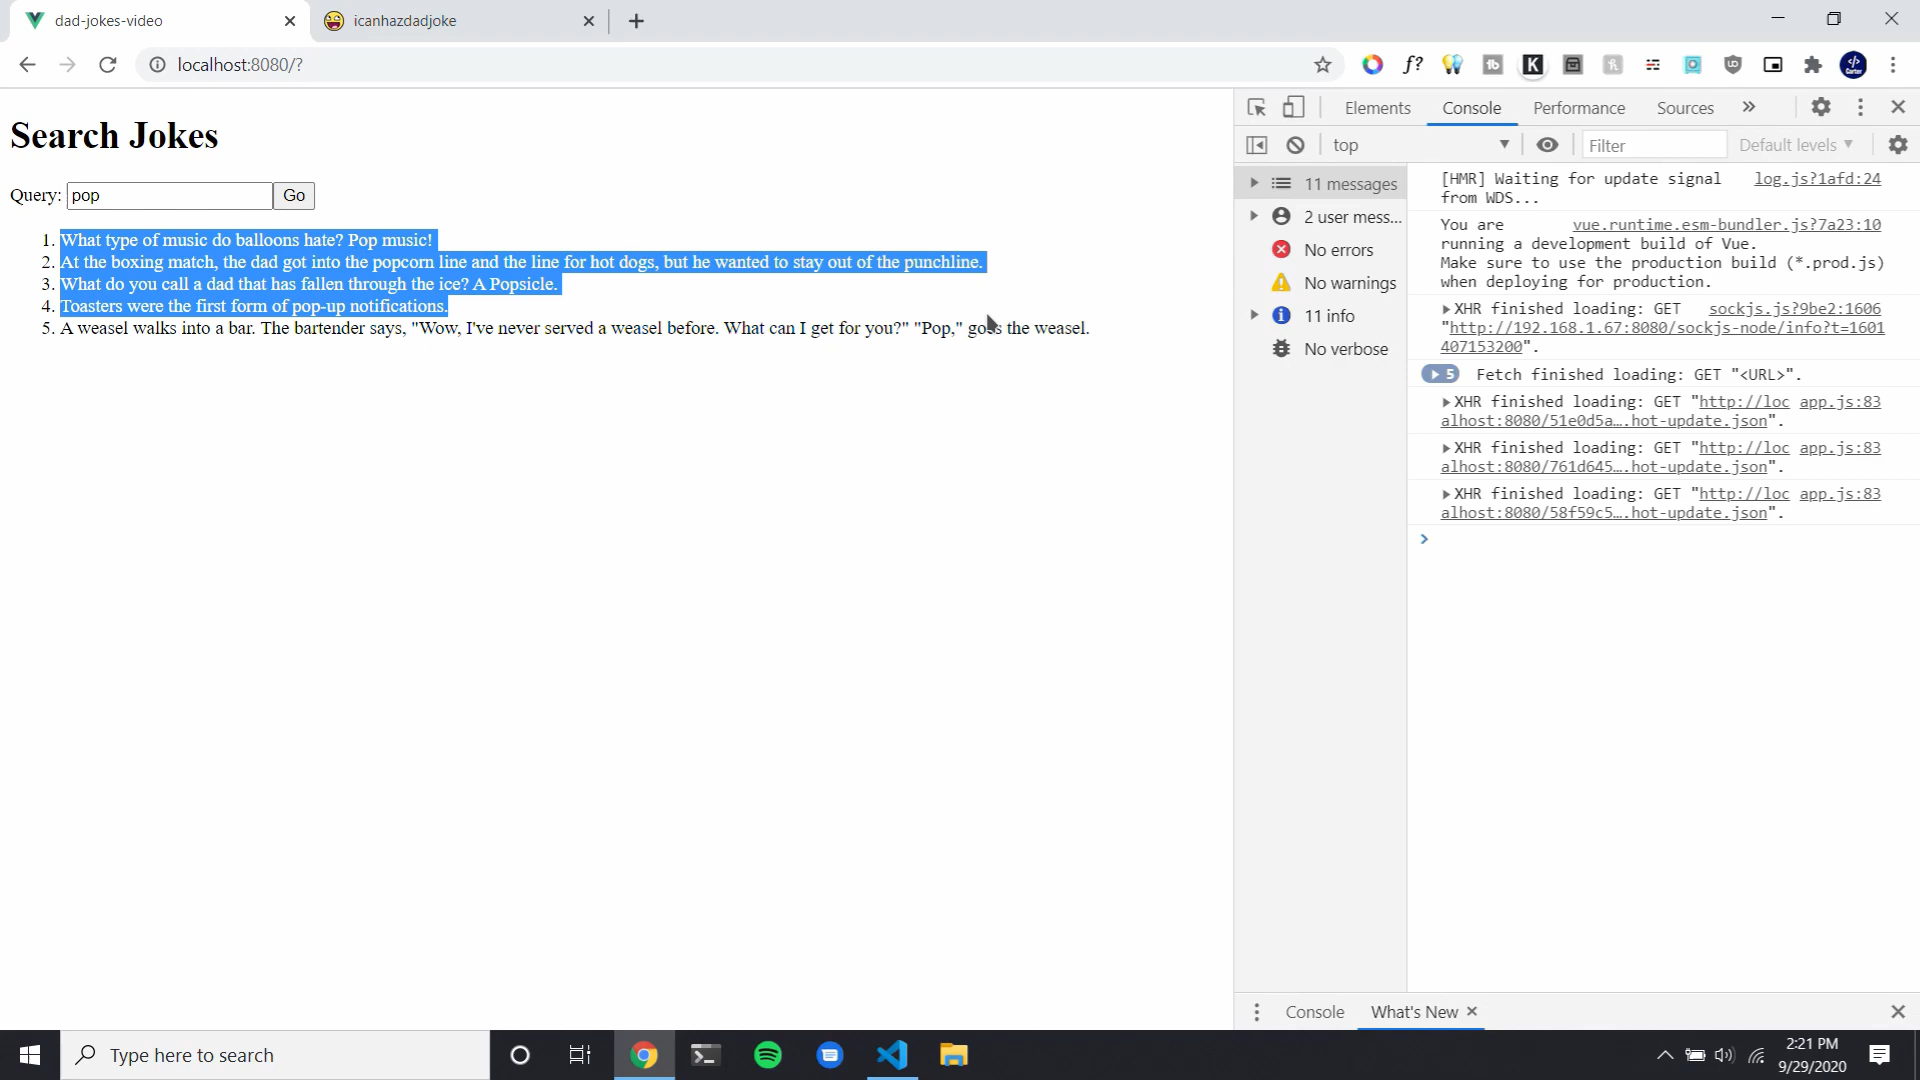 dad-jokes-video
icanhazdadjoke
localhost:8080/?
Search Jokes
Query: pop Go
1. What type of music do balloons hate? Pop music!
2. At the boxing match, the dad got into the popcorn line and the line for hot dogs, but he wanted to stay out of the punchline.
3. What do you call a dad that has fallen through the ice? A Popsicle.
4. Toasters were the first form of pop-up notifications.
5. A weasel walks into a bar. The bartender says, "Wow, I've never served a weasel before. What can I get for you?" "Pop," goes the weasel.
Elements Console Performance Sources
top Filter Default levels
11 messages
2 user mess...
No errors
No warnings
11 info
No verbose
[HMR] Waiting for update signal log.js?1afd:24
from WDS...
You are vue.runtime.esm-bundler.js?7a23:10
running a development build of Vue.
Make sure to use the production build (*.prod.js)
when deploying for production.
XHR finished loading: GET sockjs.js?9be2:1606
"http://192.168.1.67:8080/sockjs-node/info?t=1601
407153200".
5 Fetch finished loading: GET "<URL>".
XHR finished loading: GET "http://loc app.js:83
alhost:8080/51e0d5a….hot-update.json".
XHR finished loading: GET "http://loc app.js:83
alhost:8080/761d645….hot-update.json".
XHR finished loading: GET "http://loc app.js:83
alhost:8080/58f59c5….hot-update.json".
Console What's New
Type here to search
2:21 PM
9/29/2020